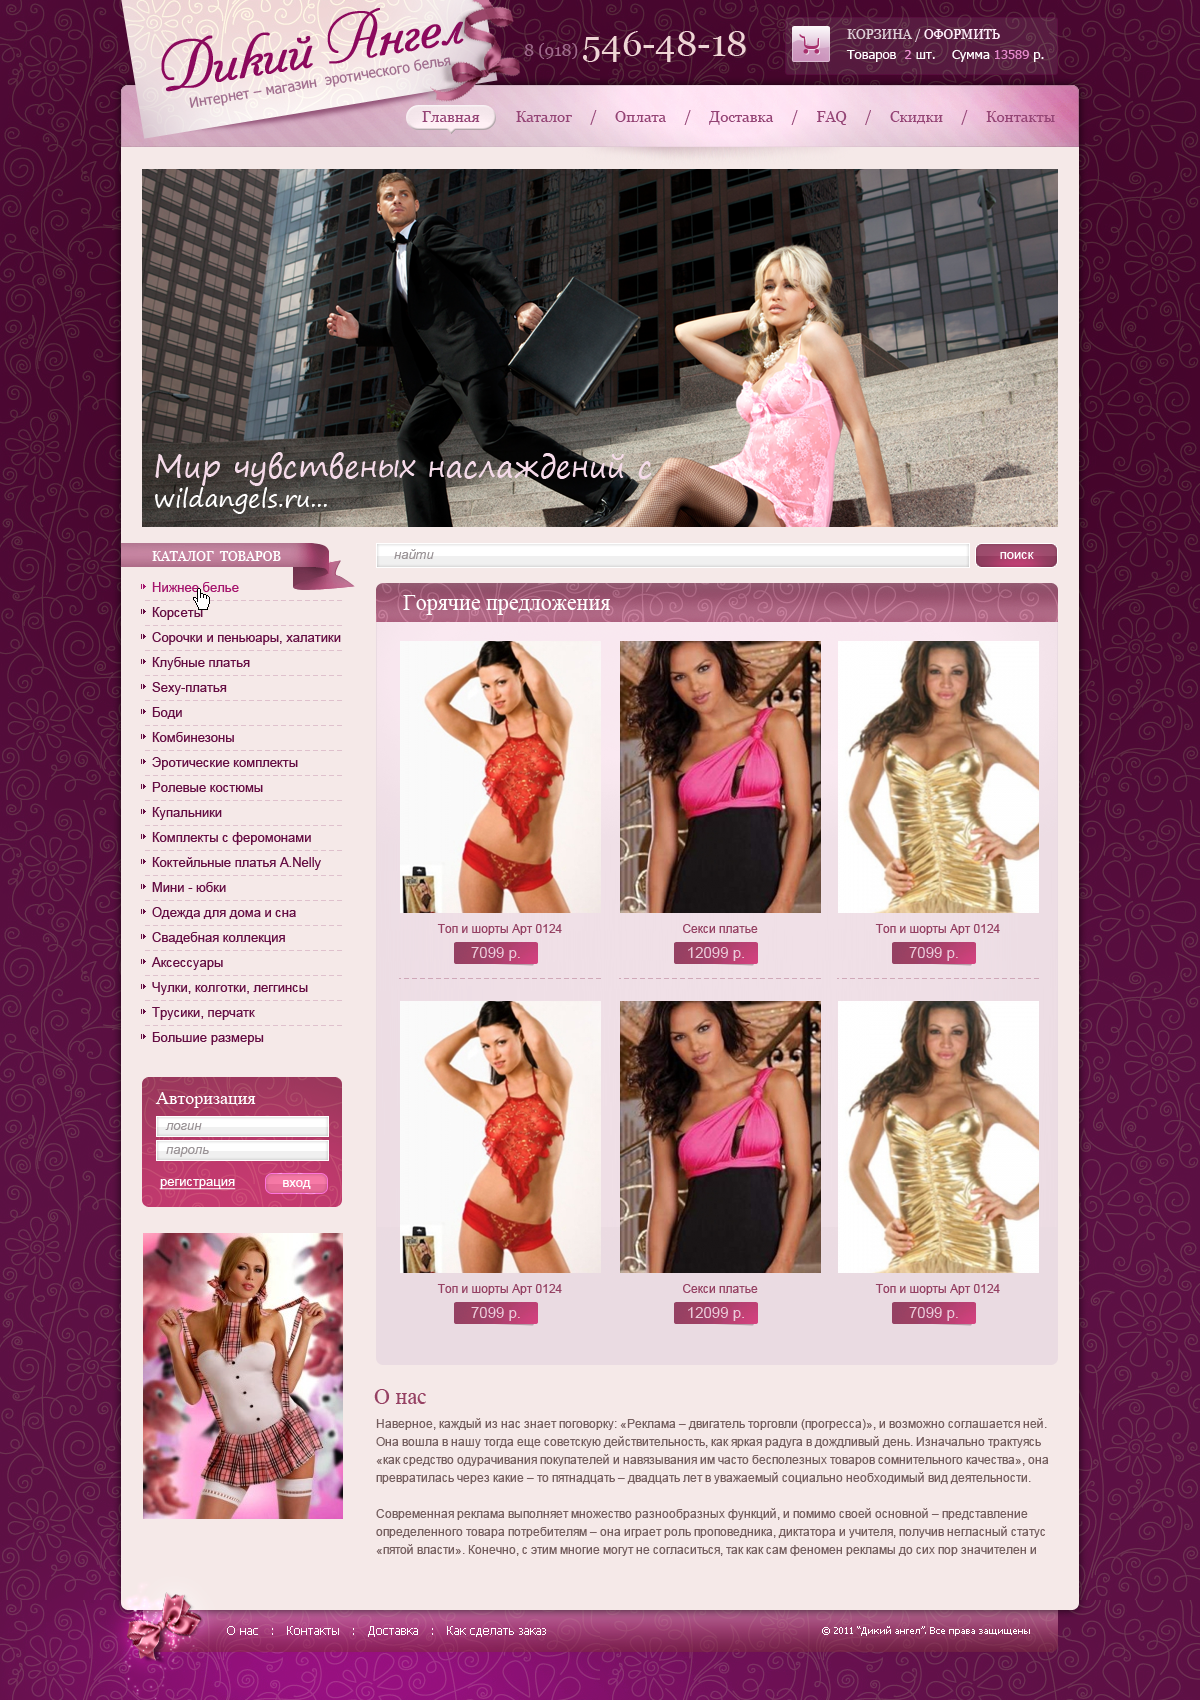 Дикий Ангел
Интернет – магазин эротического белья
8 (918) 546-48-18
КОРЗИНА / ОФОРМИТЬ
Товаров 2 шт. Сумма 13589 р.
Главная Каталог / Оплата / Доставка / FAQ / Скидки / Контакты
Мир чувственых наслаждений с
wildangels.ru...
КАТАЛОГ ТОВАРОВ
найти
ПОИСК
Нижнее белье
Корсеты
Сорочки и пеньюары, халатики
Клубные платья
Sexy-платья
Боди
Комбинезоны
Эротические комплекты
Ролевые костюмы
Купальники
Комплекты с феромонами
Коктейльные платья A.Nelly
Мини - юбки
Одежда для дома и сна
Свадебная коллекция
Аксессуары
Чулки, колготки, леггинсы
Трусики, перчатк
Большие размеры
Авторизация
логин
пароль
регистрация
вход
Горячие предложения
Топ и шорты Арт 0124 Секси платье Топ и шорты Арт 0124
7099 р. 12099 р. 7099 р.
Топ и шорты Арт 0124 Секси платье Топ и шорты Арт 0124
7099 р. 12099 р. 7099 р.
О нас
Наверное, каждый из нас знает поговорку: «Реклама – двигатель торговли (прогресса)», и возможно соглашается ней.
Она вошла в нашу тогда еще советскую действительность, как яркая радуга в дождливый день. Изначально трактуясь
«как средство одурачивания покупателей и навязывания им часто бесполезных товаров сомнительного качества», она
превратилась через какие – то пятнадцать – двадцать лет в уважаемый социально необходимый вид деятельности.
Современная реклама выполняет множество разнообразных функций, и помимо своей основной – представление
определенного товара потребителям – она играет роль проповедника, диктатора и учителя, получив негласный статус
«пятой власти». Конечно, с этим многие могут не согласиться, так как сам феномен рекламы до сих пор значителен и
О нас : Контакты : Доставка : Как сделать заказ
© 2011 "Дикий ангел". Все права защищены